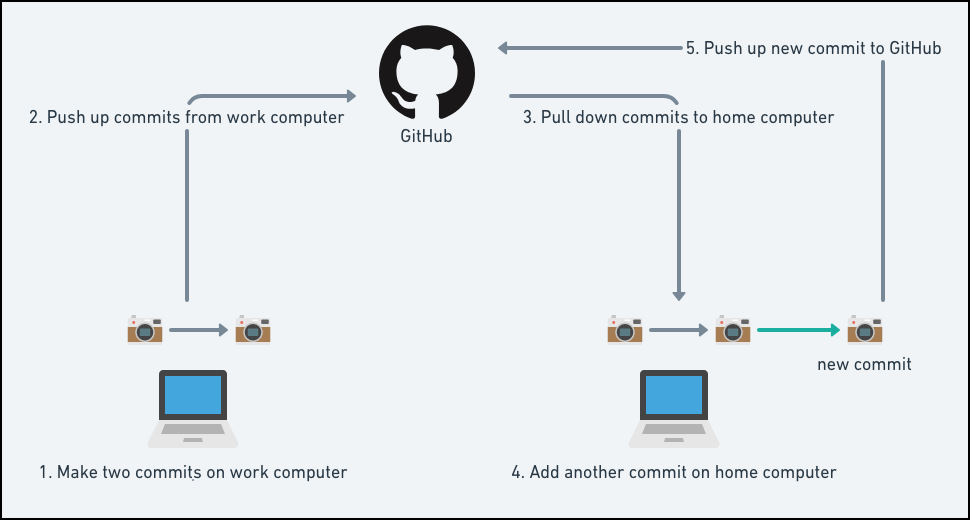 5. Push up new commit to GitHub
2. Push up commits from work computer
3. Pull down commits to home computer
GitHub
new commit
1. Make two commits on work computer
4. Add another commit on home computer